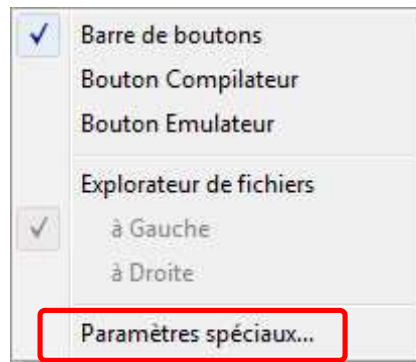 Barre de boutons
Bouton Compilateur
Bouton Emulateur
Explorateur de fichiers
à Gauche
à Droite
Paramètres spéciaux...